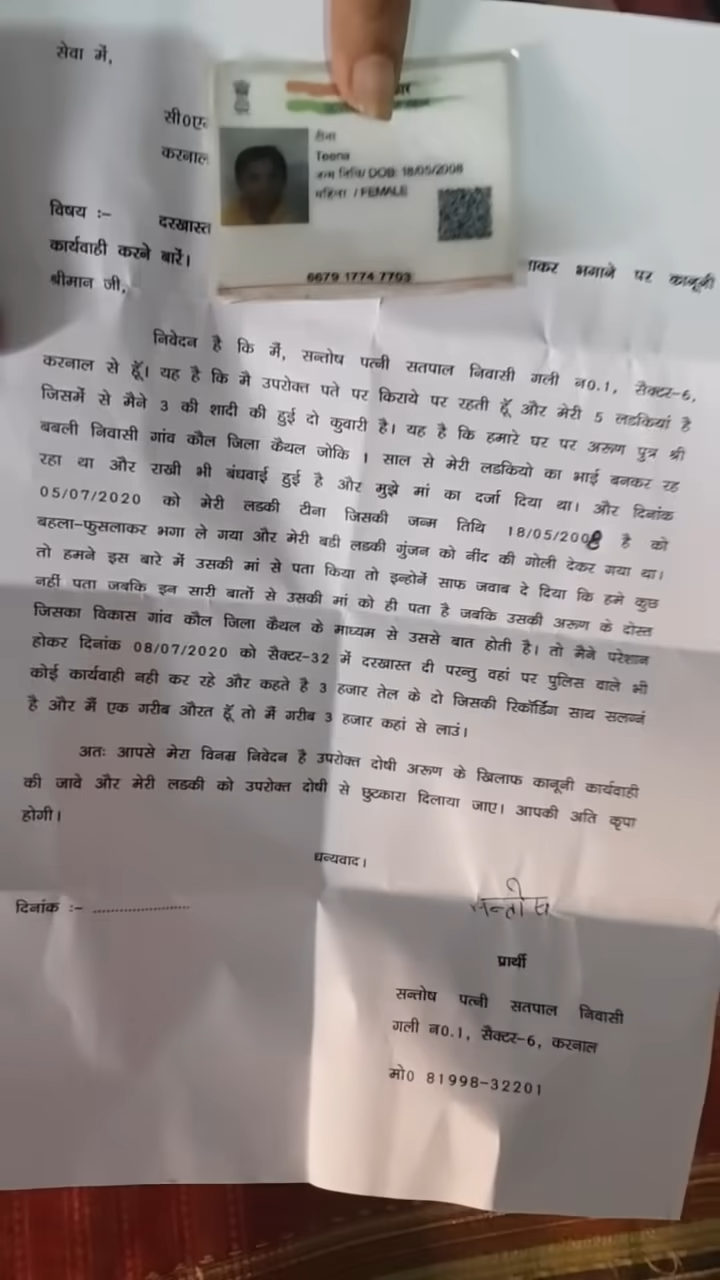 सेवा में,
सी०ए
करनाल
टीना
Teena
जन्म तिथि/ DOB: 18/05/2008
महिला / FEMALE
6679 1774 7793
विषय :- दरखास्त
ाकर भगाने पर कानूनी
कार्यवाही करने बारें।
श्रीमान जी,
निवेदन है कि मैं, सन्तोष पत्नी सतपाल निवासी गली न0.1, सैक्टर-6,
करनाल से हूँ। यह है कि मै उपरोक्त पते पर किराये पर रहती हूँ और मेरी 5 लडकियां है
जिसमें से मैने 3 की शादी की हुई दो कुवारी है। यह है कि हमारे घर पर अरूण पुत्र श्री
बबली निवासी गांव कौल जिला कैथल जोकि 1 साल से मेरी लडकियो का भाई बनकर रह
रहा था और राखी भी बंधवाई हुई है और मुझे मां का दर्जा दिया था। और दिनांक
05/07/2020 को मेरी लडकी टीना जिसकी जन्म तिथि 18/05/2008 है को
बहला-फुसलाकर भगा ले गया और मेरी बडी लडकी गुंजन को नींद की गोली देकर गया था।
तो हमने इस बारे में उसकी मां से पता किया तो इन्होनें साफ जवाब दे दिया कि हमे कुछ
नहीं पता जबकि इन सारी बातों से उसकी मां को ही पता है जबकि उसकी अरूण के दोस्त
जिसका विकास गांव कौल जिला कैथल के माध्यम से उससे बात होती है। तो मैने परेशान
होकर दिनांक 08/07/2020 को सैक्टर-32 में दरखास्त दी परन्तु वहां पर पुलिस वाले भी
कोई कार्यवाही नही कर रहे और कहते है 3 हजार तेल के दो जिसकी रिकॉर्डिंग साथ सलग्नं
है और मैं एक गरीब औरत हूँ तो मैं गरीब 3 हजार कहां से लाउं।
अतः आपसे मेरा विनम्र निवेदन है उपरोक्त दोषी अरूण के खिलाफ कानूनी कार्यवाही
की जावे और मेरी लडकी को उपरोक्त दोषी से छुटकारा दिलाया जाए। आपकी अति कृपा
होगी।
धन्यवाद।
दिनांक :- ......................
सन्तोष
प्रार्थी
सन्तोष पत्नी सतपाल निवासी
गली न0.1, सैक्टर-6, करनाल
मो0 81998-32201